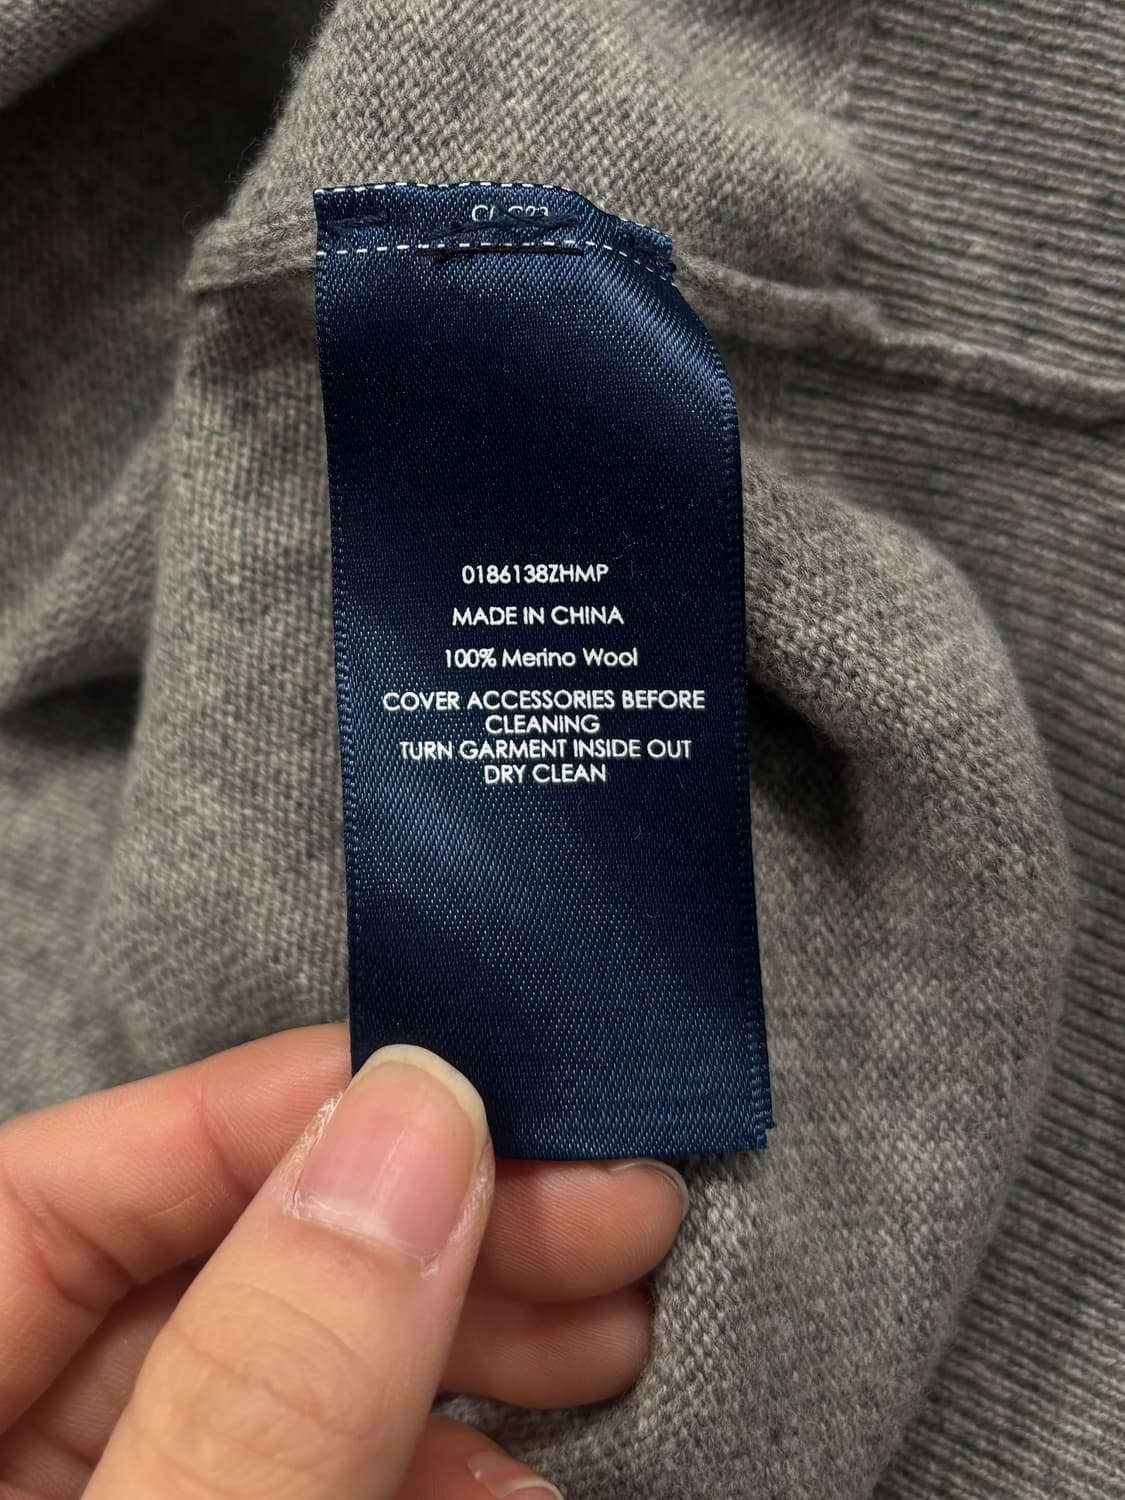 0186138ZHMP
MADE IN CHINA
100% Merino Wool
COVER ACCESSORIES BEFORE
CLEANING
TURN GARMENT INSIDE OUT
DRY CLEAN